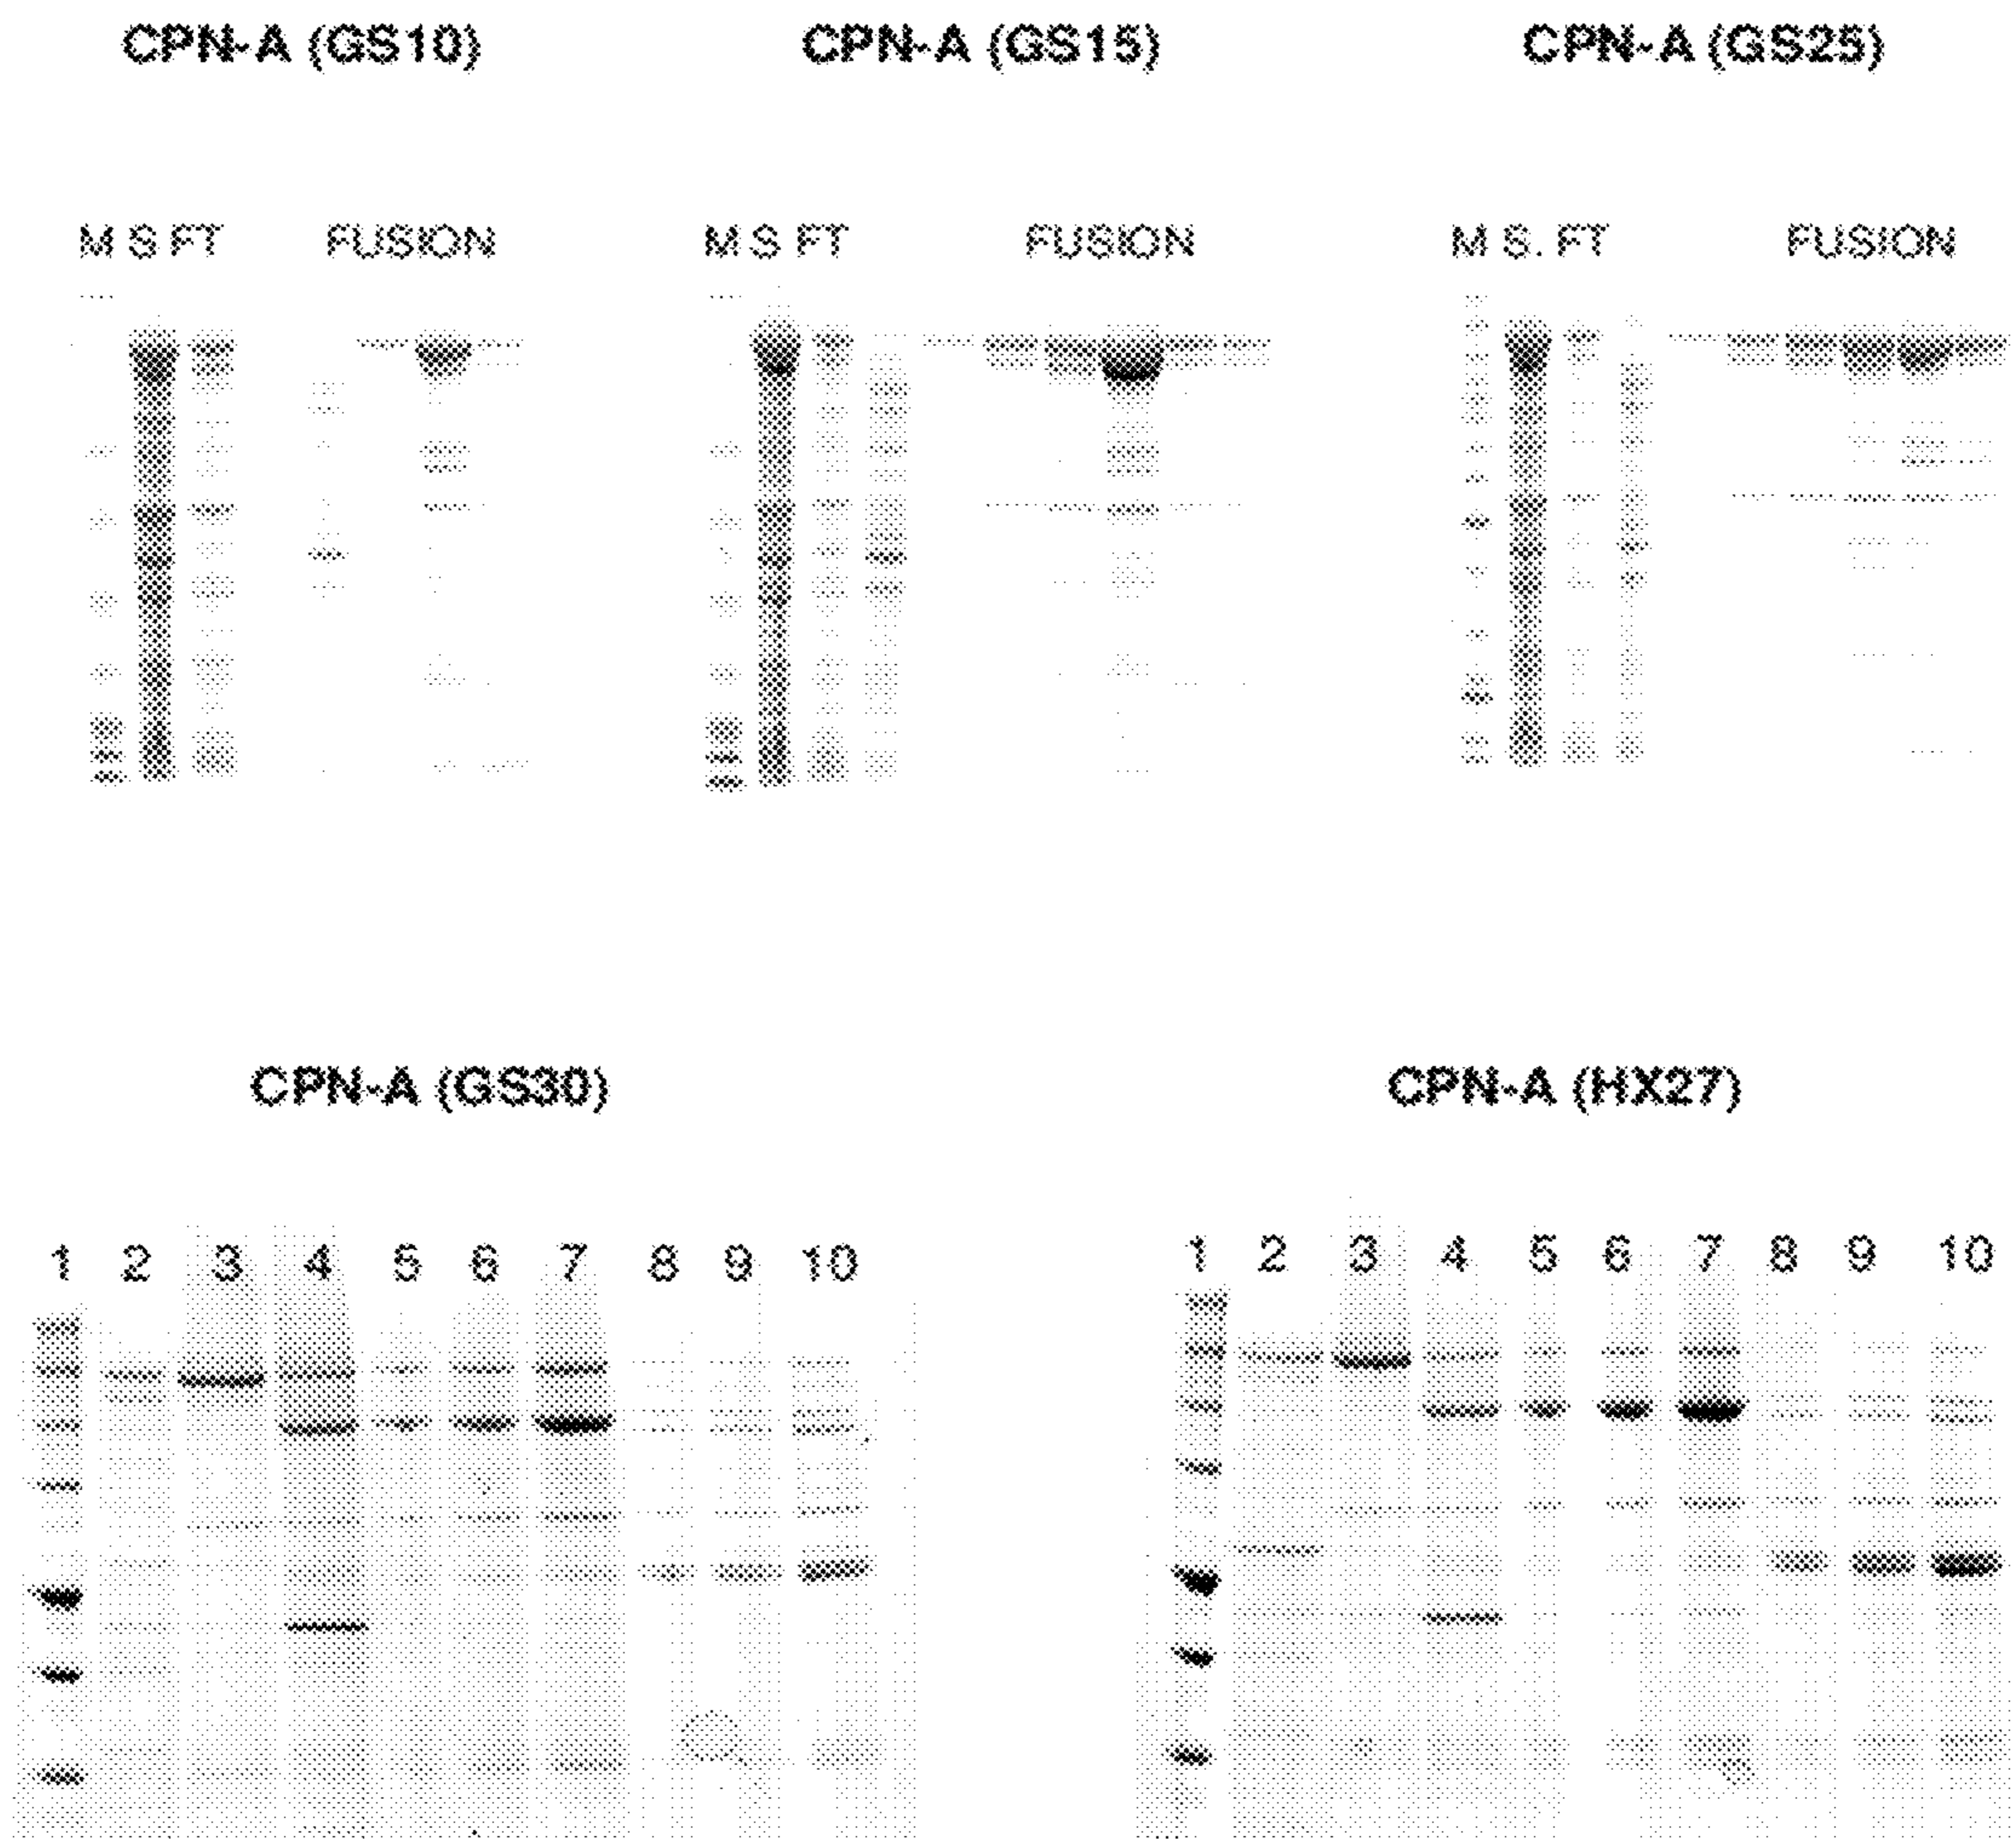 CPN-A (GS10) CPN-A (GS15) CPN-A (GS25)
M S FT FUSION M S FT FUSION M S. FT FUSION
CPN-A (GS30) CPN-A (HX27)
1 2 3 4 5 6 7 8 9 10 1 2 3 4 5 6 7 8 9 10